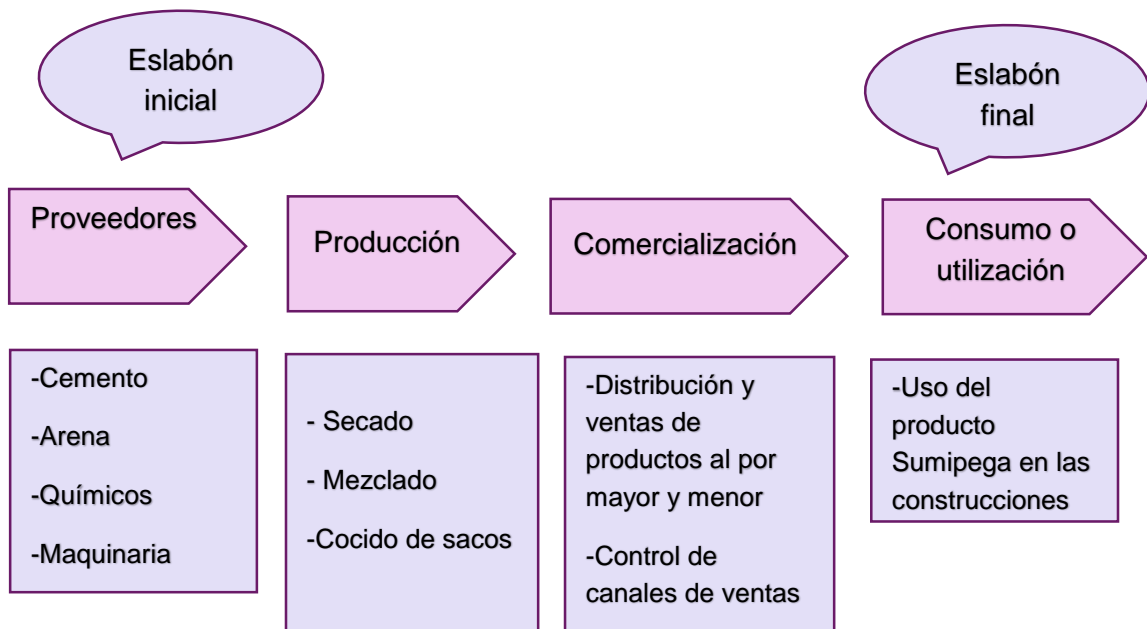 Eslabón
inicial
Eslabón
final
Proveedores
Producción
Comercialización
Consumo o
utilización
-Cemento
-Arena
-Químicos
-Maquinaria
- Secado
- Mezclado
-Cocido de sacos
-Distribución y
ventas de
productos al por
mayor y menor
-Control de
canales de ventas
-Uso del
producto
Sumipega en las
construcciones